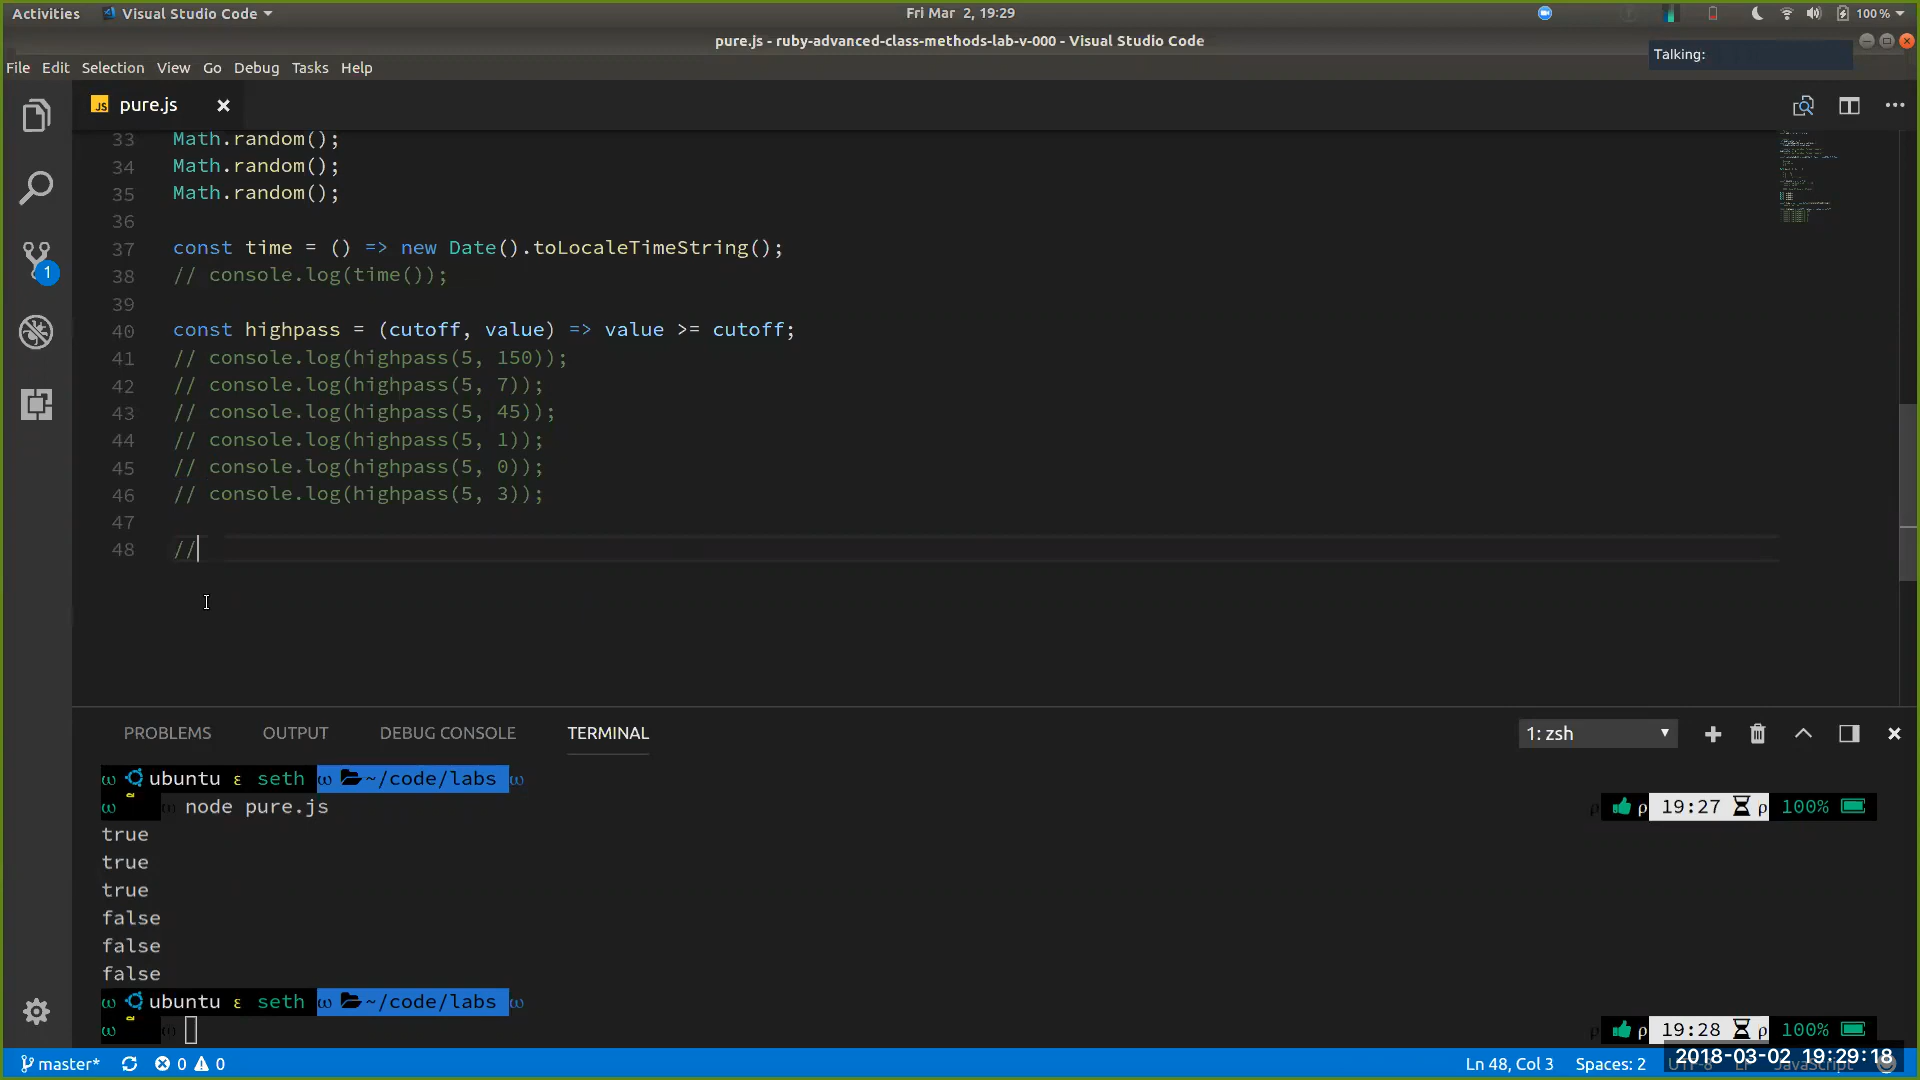 Activities Visual Studio Code Fri Mar 2, 19:29 100 %
pure.js - ruby-advanced-class-methods-lab-v-000 - Visual Studio Code
Talking:
File Edit Selection View Go Debug Tasks Help
JS pure.js
33 Math.random();
34 Math.random();
35 Math.random();
36
37 const time = () => new Date().toLocaleTimeString();
38 // console.log(time());
39
40 const highpass = (cutoff, value) => value >= cutoff;
41 // console.log(highpass(5, 150));
42 // console.log(highpass(5, 7));
43 // console.log(highpass(5, 45));
44 // console.log(highpass(5, 1));
45 // console.log(highpass(5, 0));
46 // console.log(highpass(5, 3));
47
48 //
1
PROBLEMS OUTPUT DEBUG CONSOLE TERMINAL 1: zsh
ω ubuntu ε seth ω ~/code/labs ω
ω node pure.js ρ 19:27 ρ 100%
true
true
true
false
false
false
ω ubuntu ε seth ω ~/code/labs ω
ω ρ 19:28 ρ 100%
master* 0 0 Ln 48, Col 3 Spaces: 2 UTF-8 LF JavaScript
2018-03-02 19:29:18